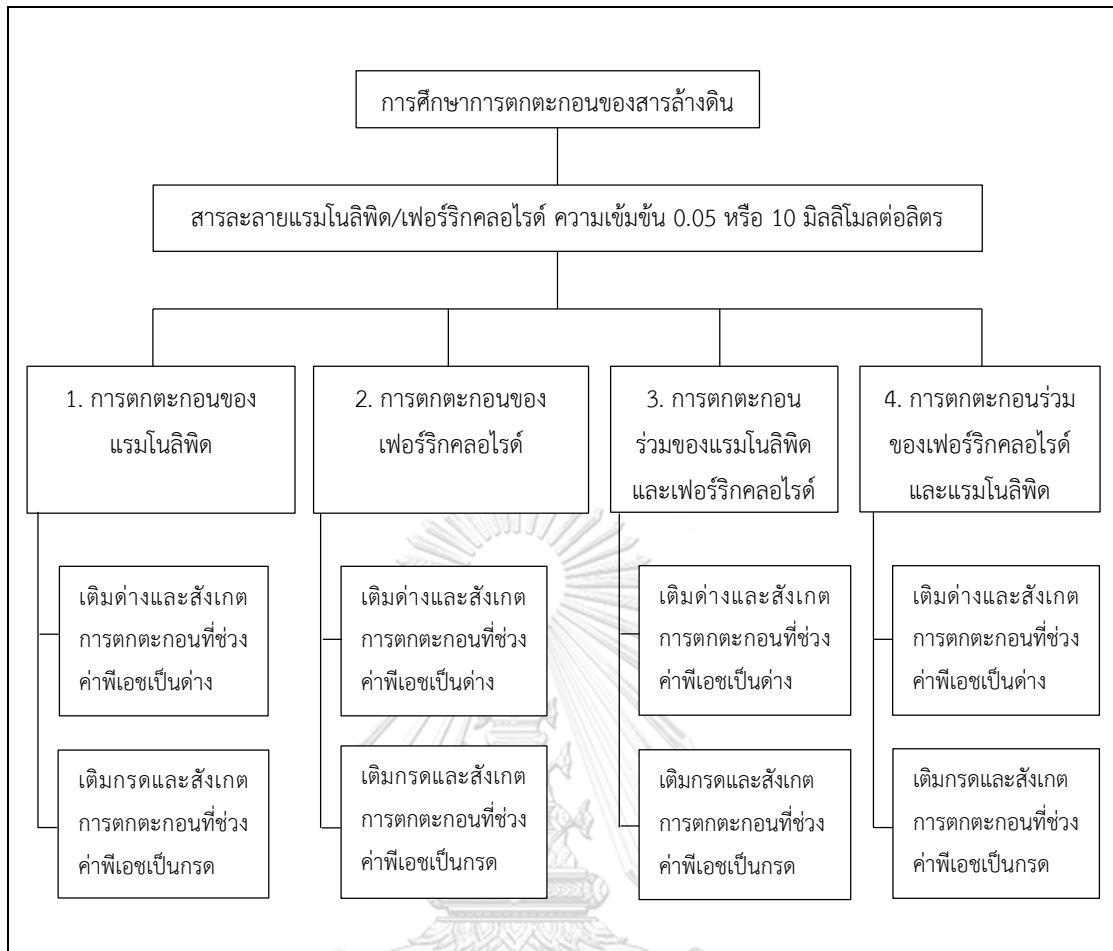 การศึกษาการตกตะกอนของสารล้างดิน
สารละลายแรมโนลิพิด/เฟอร์ริกคลอไรด์ ความเข้มข้น 0.05 หรือ 10 มิลลิโมลต่อลิตร
1. การตกตะกอนของ
แรมโนลิพิด
2. การตกตะกอนของ
เฟอร์ริกคลอไรด์
3. การตกตะกอน
ร่วมของแรมโนลิพิด
และเฟอร์ริกคลอไรด์
4. การตกตะกอนร่วม
ของเฟอร์ริกคลอไรด์
และแรมโนลิพิด
เติมด่างและสังเกต
การตกตะกอนที่ช่วง
ค่าพีเอชเป็นด่าง
เติมด่างและสังเกต
การตกตะกอนที่ช่วง
ค่าพีเอชเป็นด่าง
เติมด่างและสังเกต
การตกตะกอนที่ช่วง
ค่าพีเอชเป็นด่าง
เติมด่างและสังเกต
การตกตะกอนที่ช่วง
ค่าพีเอชเป็นด่าง
เติมกรดและสังเกต
การตกตะกอนที่ช่วง
ค่าพีเอชเป็นกรด
เติมกรดและสังเกต
การตกตะกอนที่ช่วง
ค่าพีเอชเป็นกรด
เติมกรดและสังเกต
การตกตะกอนที่ช่วง
ค่าพีเอชเป็นกรด
เติมกรดและสังเกต
การตกตะกอนที่ช่วง
ค่าพีเอชเป็นกรด